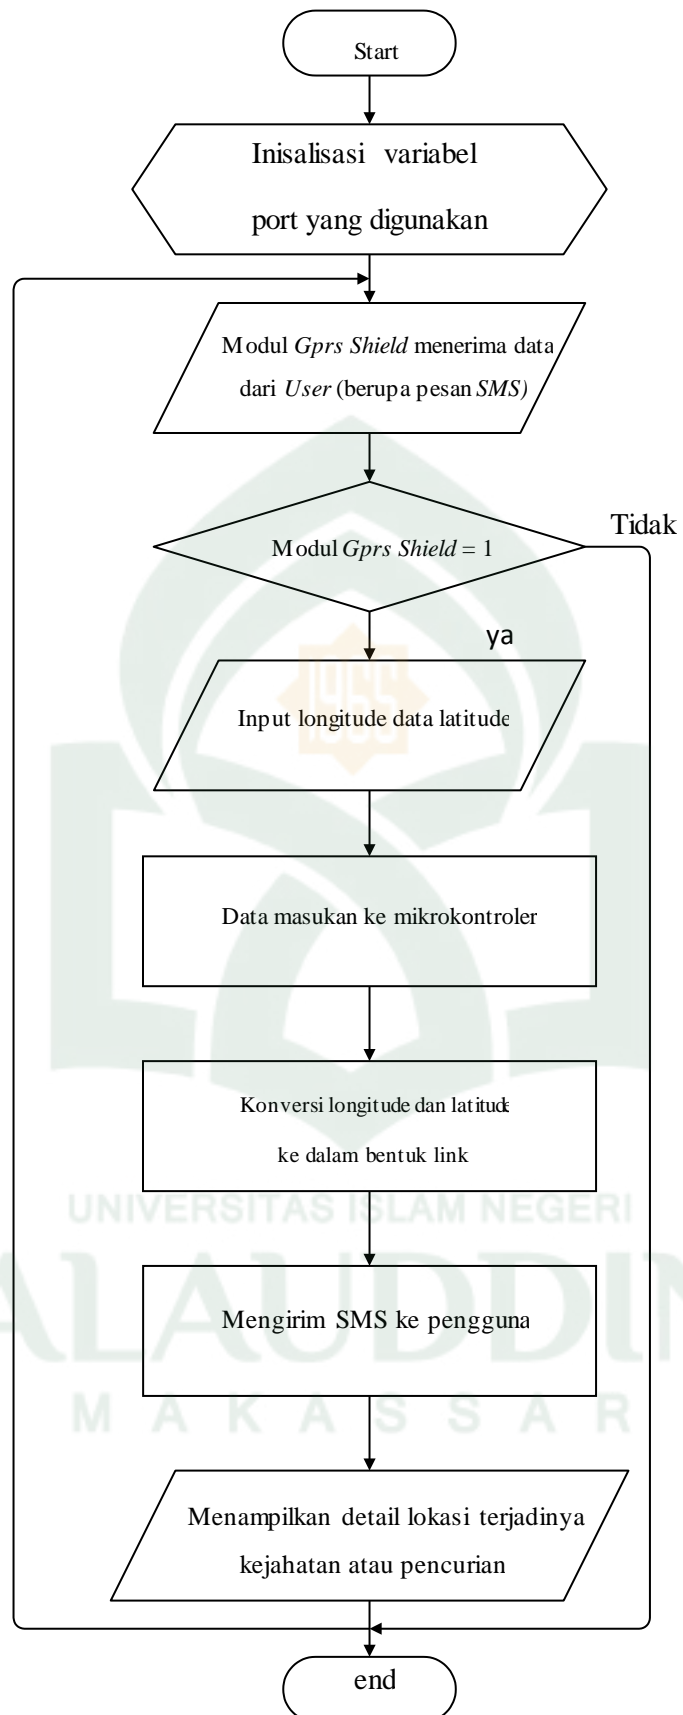 Start
Inisalisasi variabel
port yang digunakan
Modul Gprs Shield menerima data
dari User (berupa pesan SMS)
Modul Gprs Shield = 1
Tidak
ya
1965
Input longitude data latitude
Data masukan ke mikrokontroler
Konversi longitude dan latitude
ke dalam bentuk link
UNIVERSITAS ISLAM NEGERI
ALAUDDIN
Mengirim SMS ke pengguna
MAKASSAR
Menampilkan detail lokasi terjadinya
kejahatan atau pencurian
end